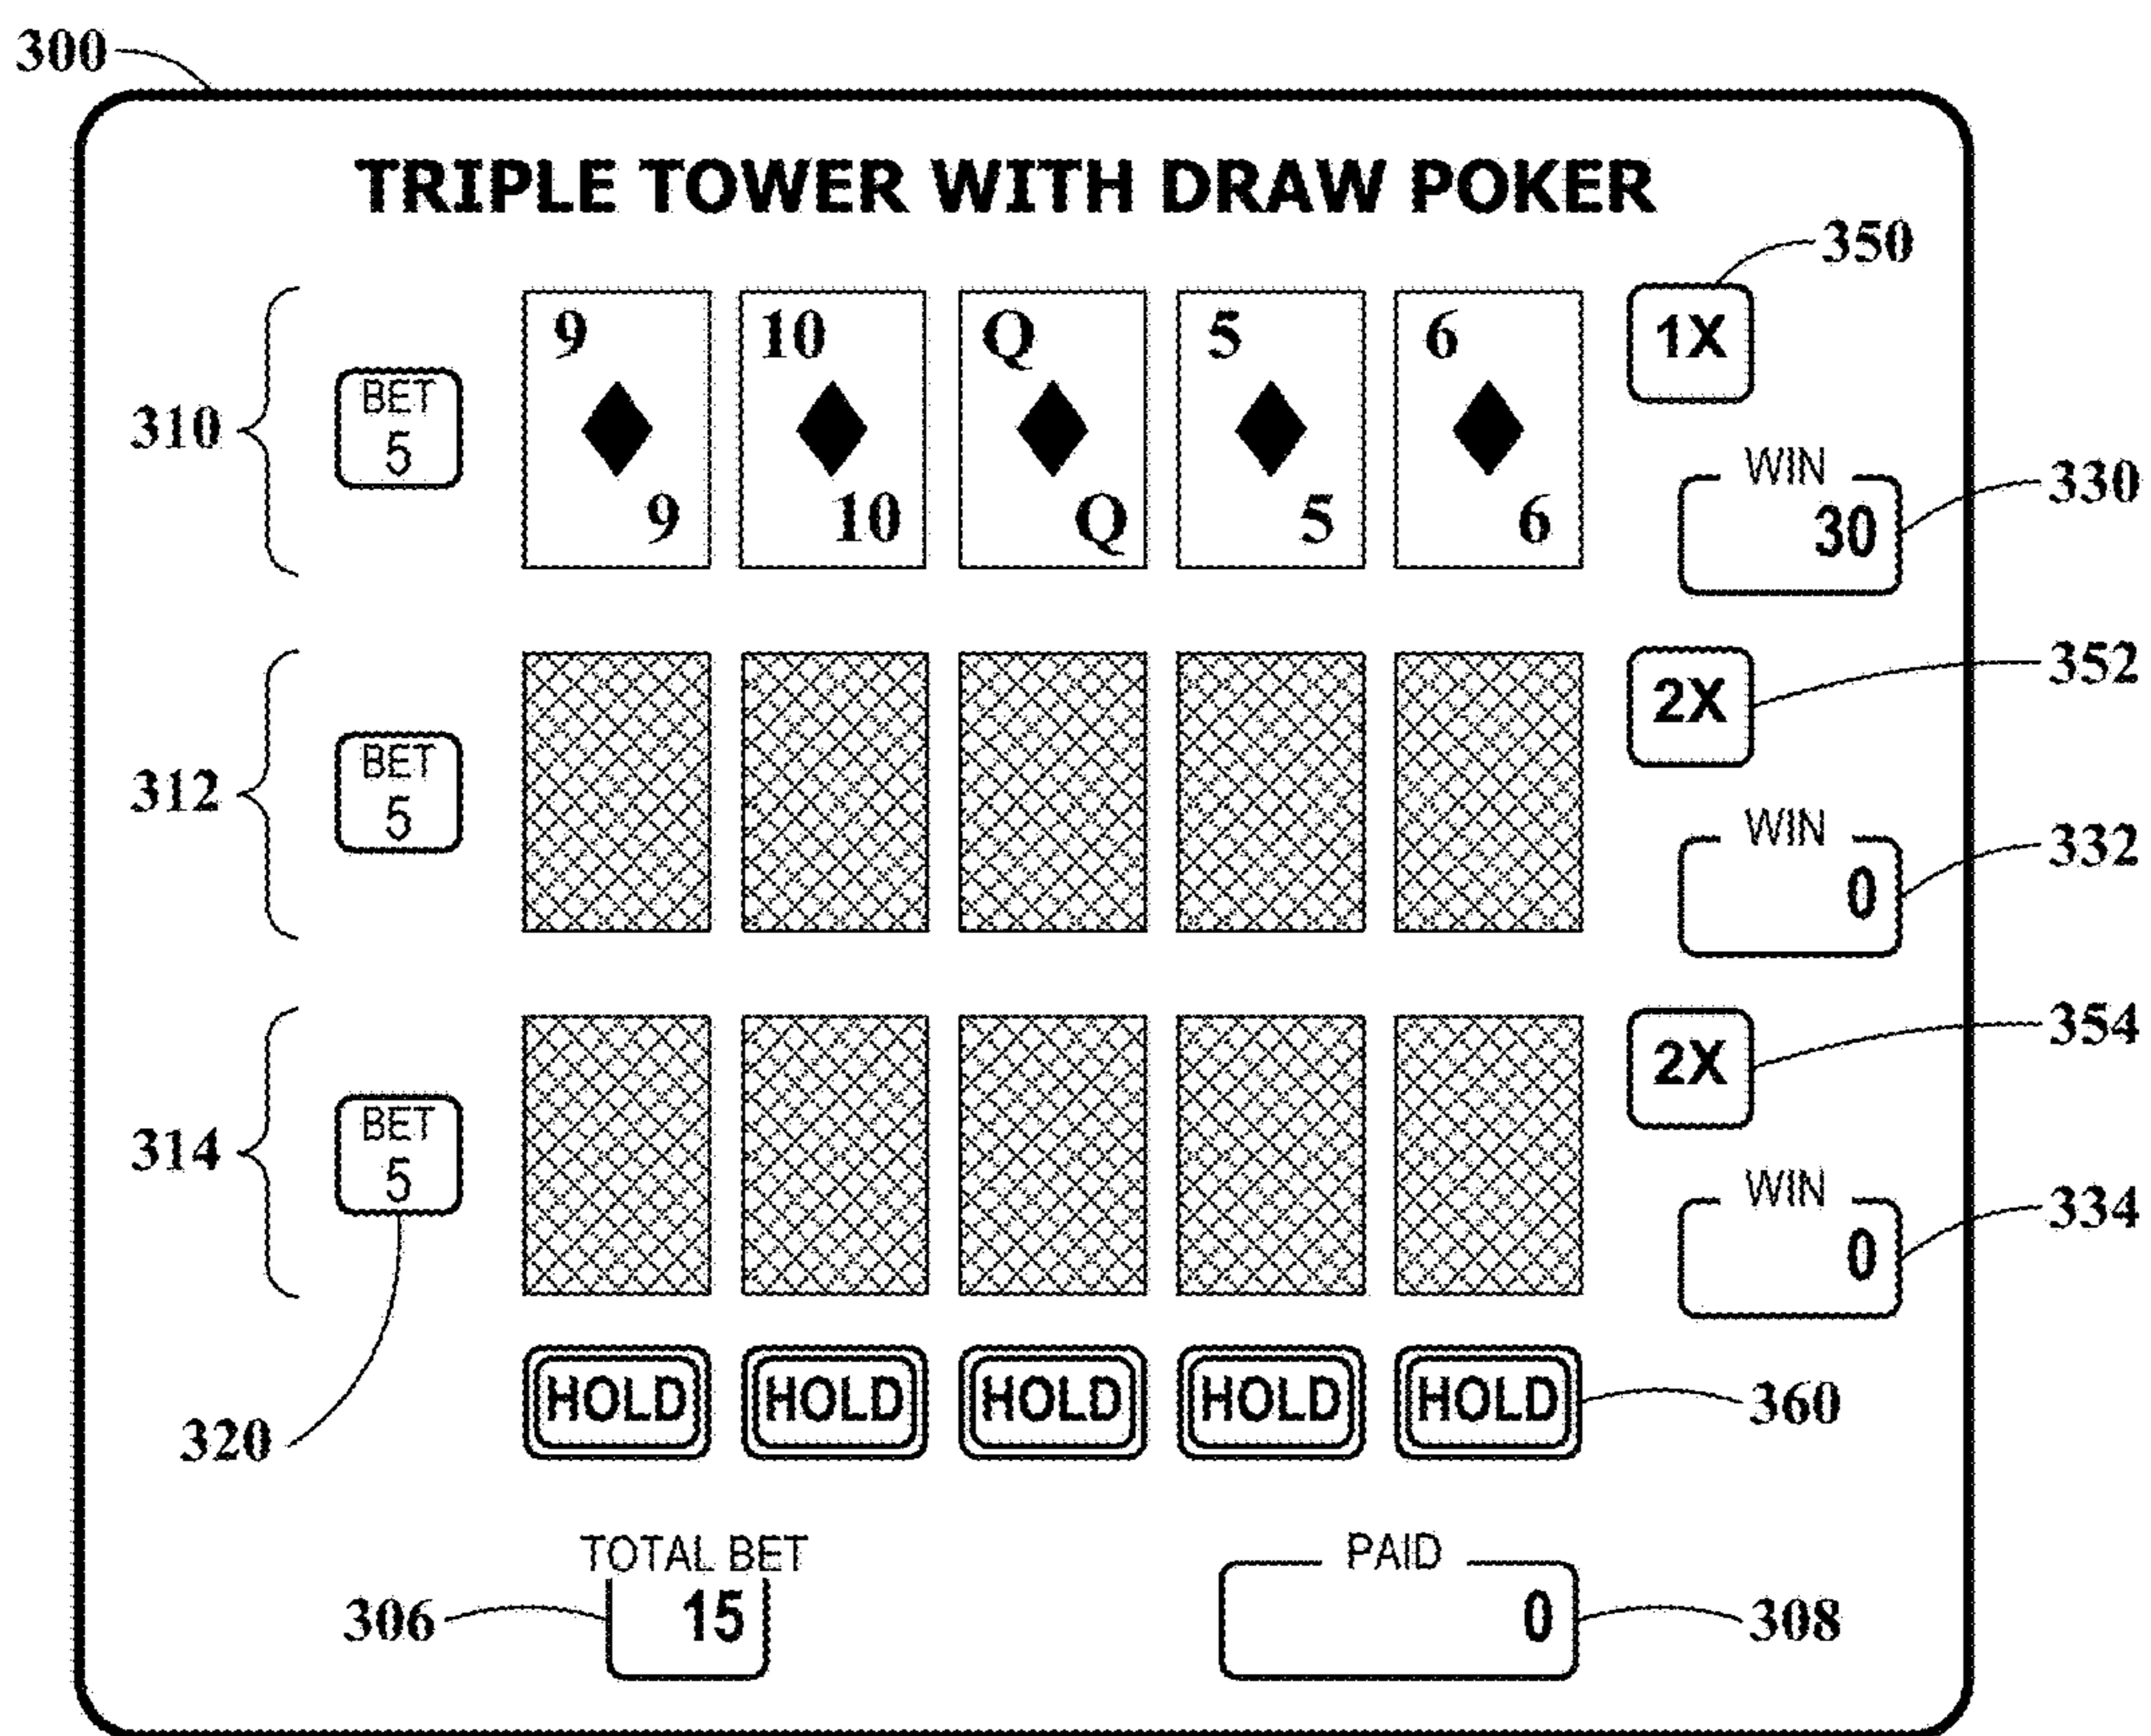 300
TRIPLE TOWER WITH DRAW POKER
350
9 10 Q 5 6 1X
310 BET
5
WIN
330
30
9 10 Q 5 6
352
2X
312 BET
5
WIN
332
0
354
2X
314 BET
5
WIN
334
0
HOLD HOLD HOLD HOLD HOLD 360
320
TOTAL BET PAID
306 15 0 308